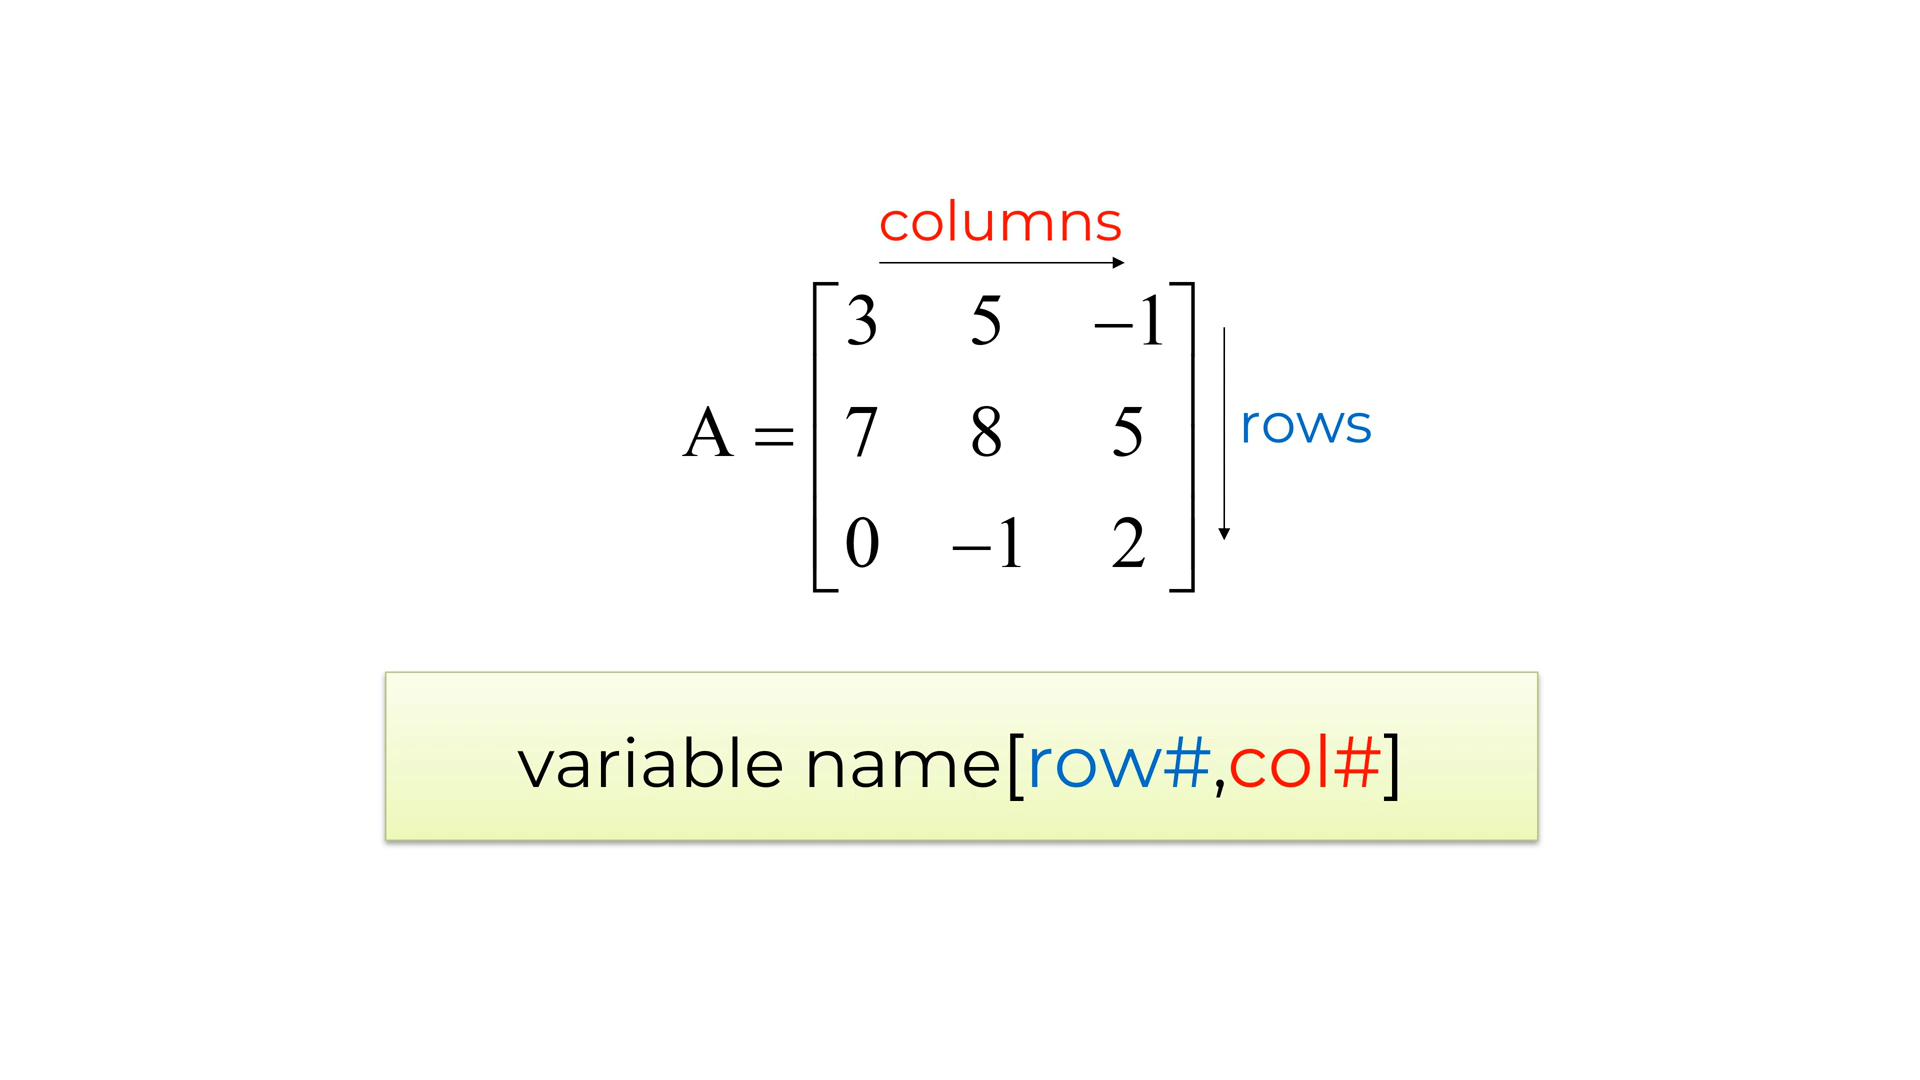 columns
3 5 −1
A = 7 8 5
rows
0 −1 2
variable name[row#,col#]